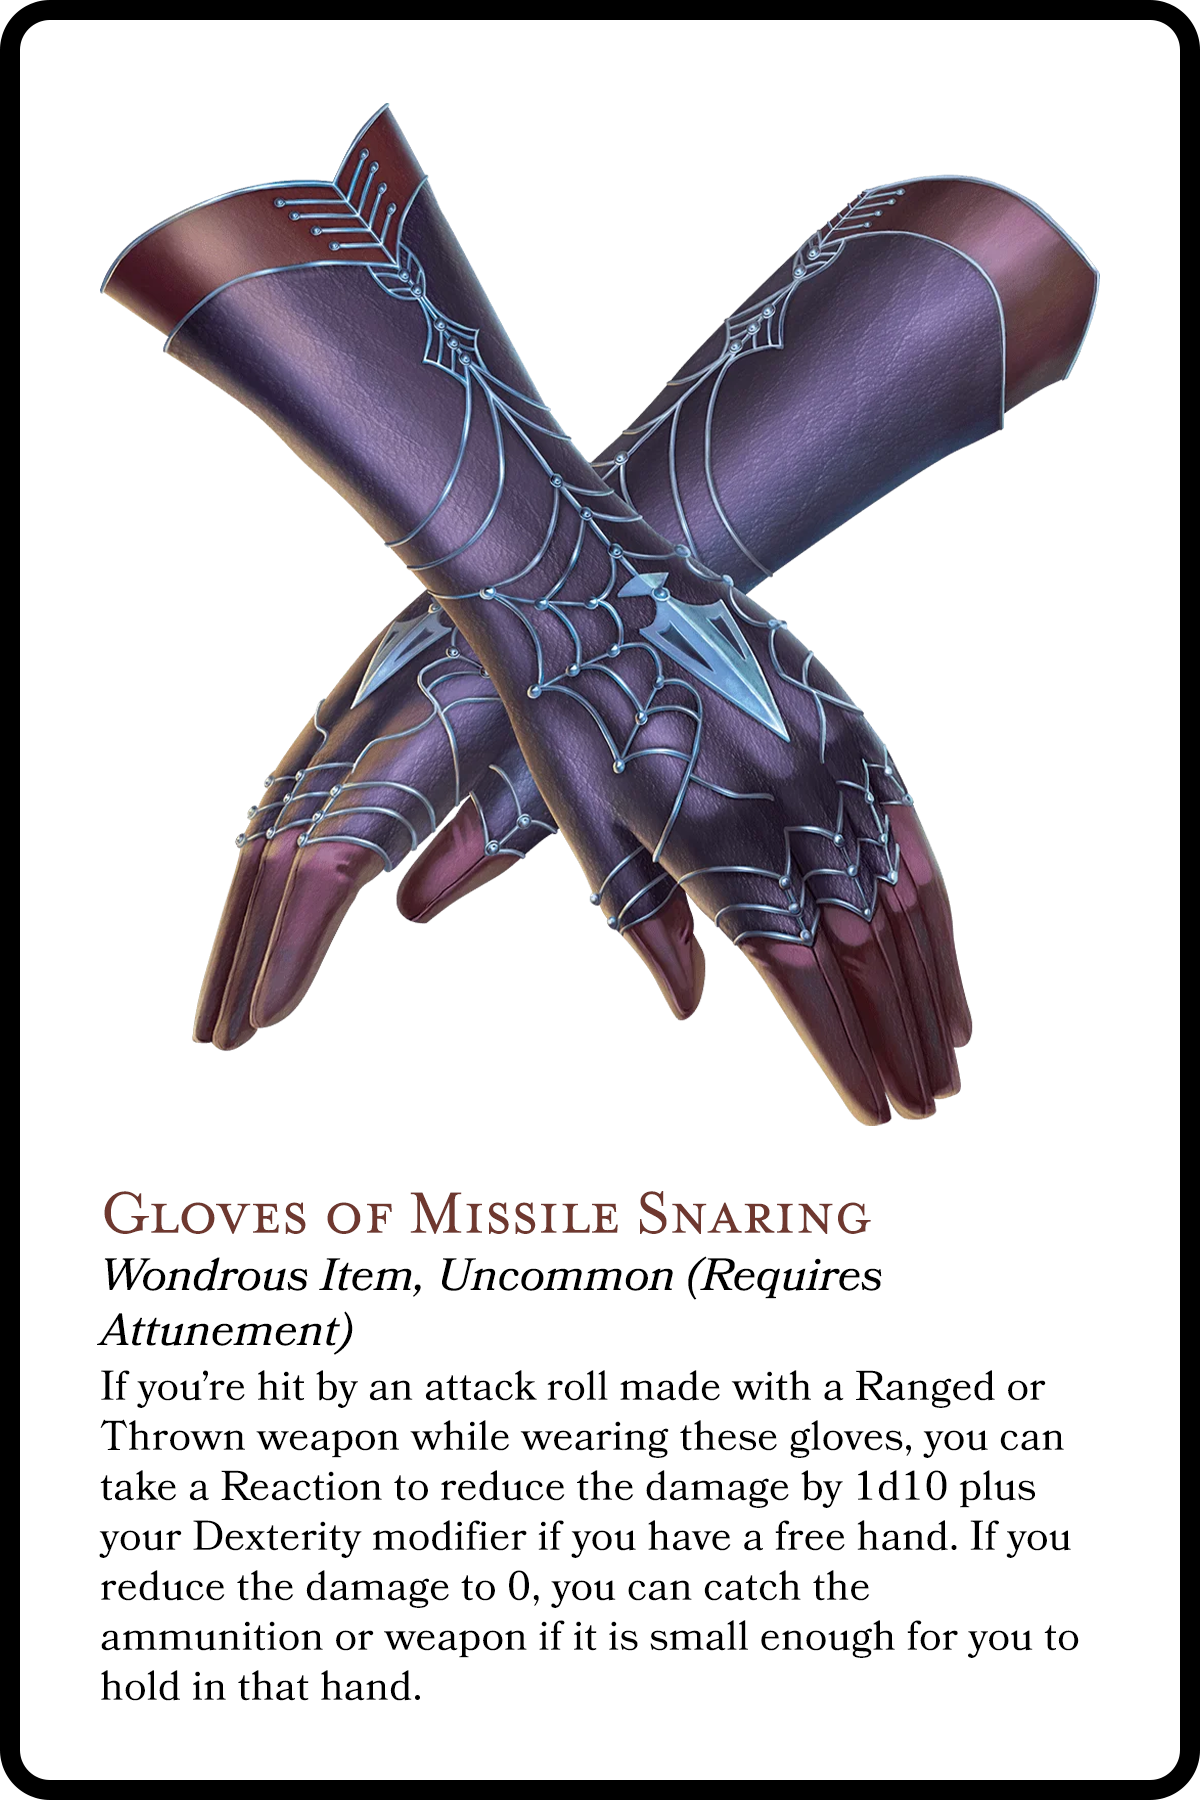 Gloves of Missile Snaring
Wondrous Item, Uncommon (Requires
Attunement)
If you’re hit by an attack roll made with a Ranged or
Thrown weapon while wearing these gloves, you can
take a Reaction to reduce the damage by 1d10 plus
your Dexterity modifier if you have a free hand. If you
reduce the damage to 0, you can catch the
ammunition or weapon if it is small enough for you to
hold in that hand.